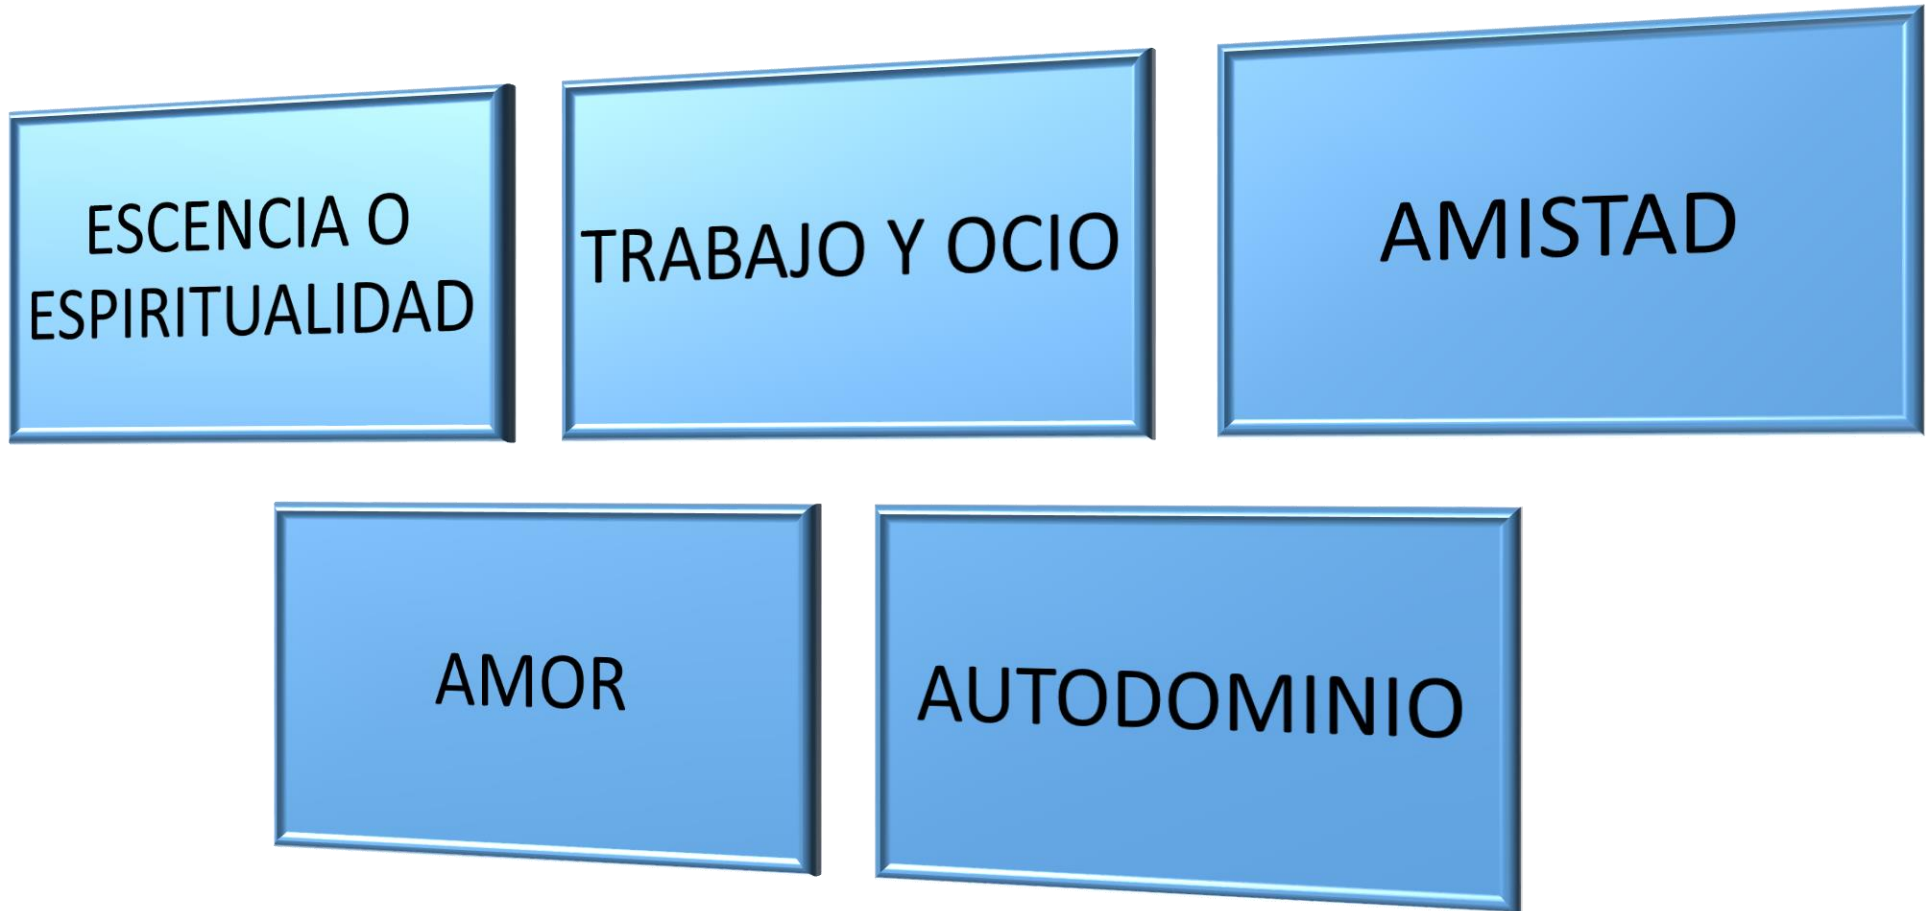 ESCENCIA O
ESPIRITUALIDAD
TRABAJO Y OCIO
AMISTAD
AMOR
AUTODOMINIO